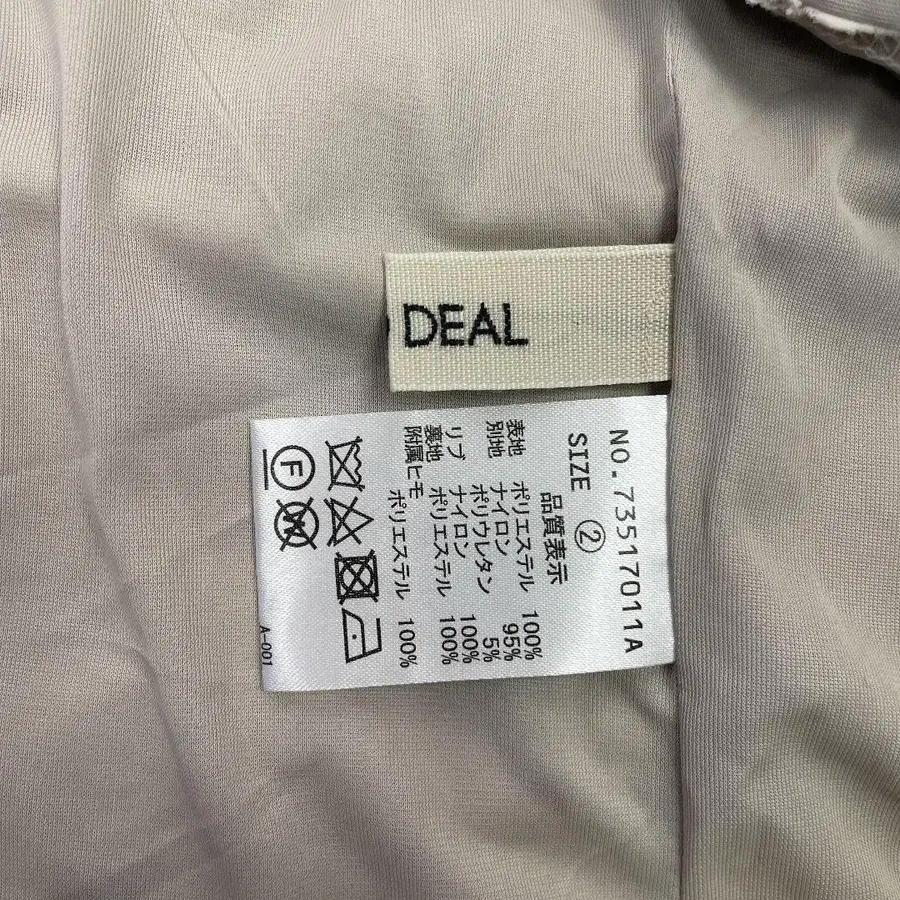 DEAL
NO.73517011A
SIZE ②
品質表示
表地 ポリエステル 100%
別地 ナイロン 95%
ポリウレタン 5%
リブ ナイロン 100%
裏地 ポリエステル 100%
附属ヒモ ポリエステル 100%
F W
A-001